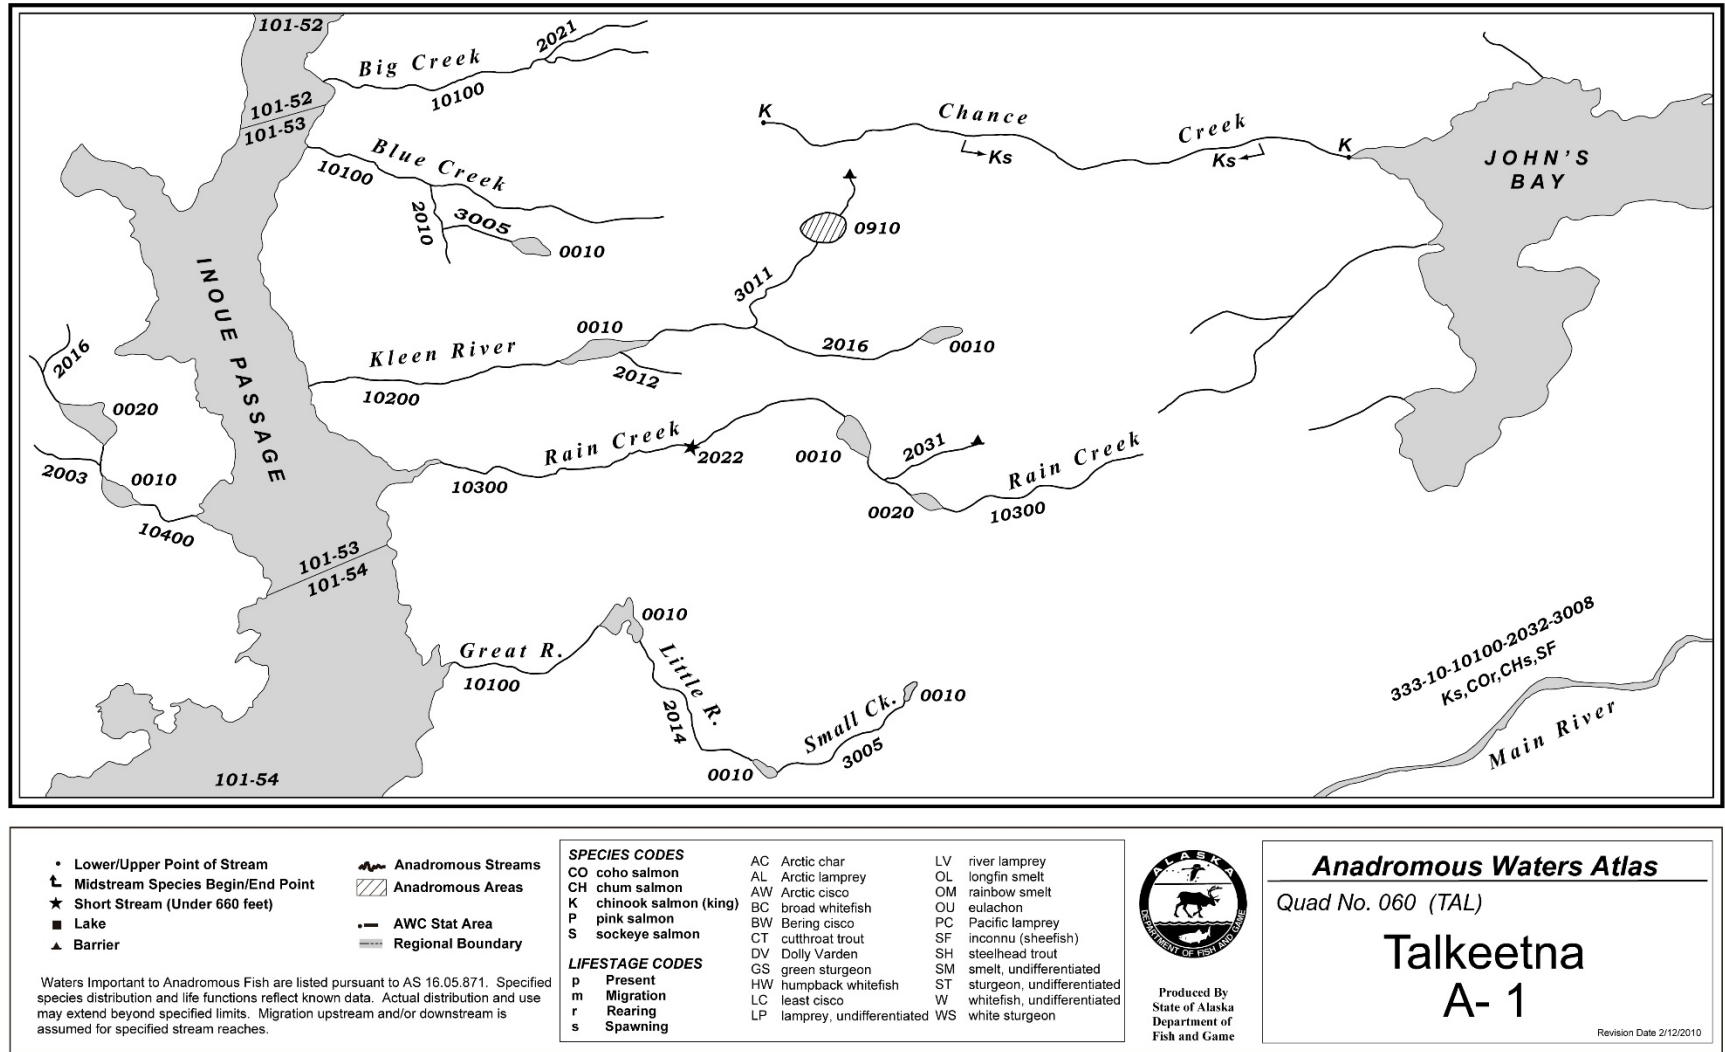 101-52
Big Creek
2021
10100
101-52
101-53
Blue Creek
10100
2010
3005
0010
K
Chance Creek
Ks
Ks
K
JOHN'S
BAY
0910
3011
INOUE PASSAGE
0010
Kleen River
10200
2012
2016
0010
2016
0020
2003
0010
10400
Rain Creek
10300
2022
0010
2031
Rain Creek
0020
10300
101-53
101-54
0010
Great R.
10100
Little R.
2014
0010
Small Ck.
3005
0010
333-10-10100-2032-3008
Ks,COr,CHs,SF
Main River
101-54
Lower/Upper Point of Stream
Midstream Species Begin/End Point
Short Stream (Under 660 feet)
Lake
Barrier
Anadromous Streams
Anadromous Areas
AWC Stat Area
Regional Boundary
Waters Important to Anadromous Fish are listed pursuant to AS 16.05.871. Specified
species distribution and life functions reflect known data. Actual distribution and use
may extend beyond specified limits. Migration upstream and/or downstream is
assumed for specified stream reaches.
SPECIES CODES
CO coho salmon
CH chum salmon
K chinook salmon (king)
P pink salmon
S sockeye salmon
LIFESTAGE CODES
p Present
m Migration
r Rearing
s Spawning
AC Arctic char
AL Arctic lamprey
AW Arctic cisco
BC broad whitefish
BW Bering cisco
CT cutthroat trout
DV Dolly Varden
GS green sturgeon
HW humpback whitefish
LC least cisco
LP lamprey, undifferentiated
LV river lamprey
OL longfin smelt
OM rainbow smelt
OU eulachon
PC Pacific lamprey
SF inconnu (sheefish)
SH steelhead trout
SM smelt, undifferentiated
ST sturgeon, undifferentiated
W whitefish, undifferentiated
WS white sturgeon
ALASKA
DEPARTMENT OF FISH AND GAME
Produced By
State of Alaska
Department of
Fish and Game
Anadromous Waters Atlas
Quad No. 060 (TAL)
Talkeetna
A- 1
Revision Date 2/12/2010